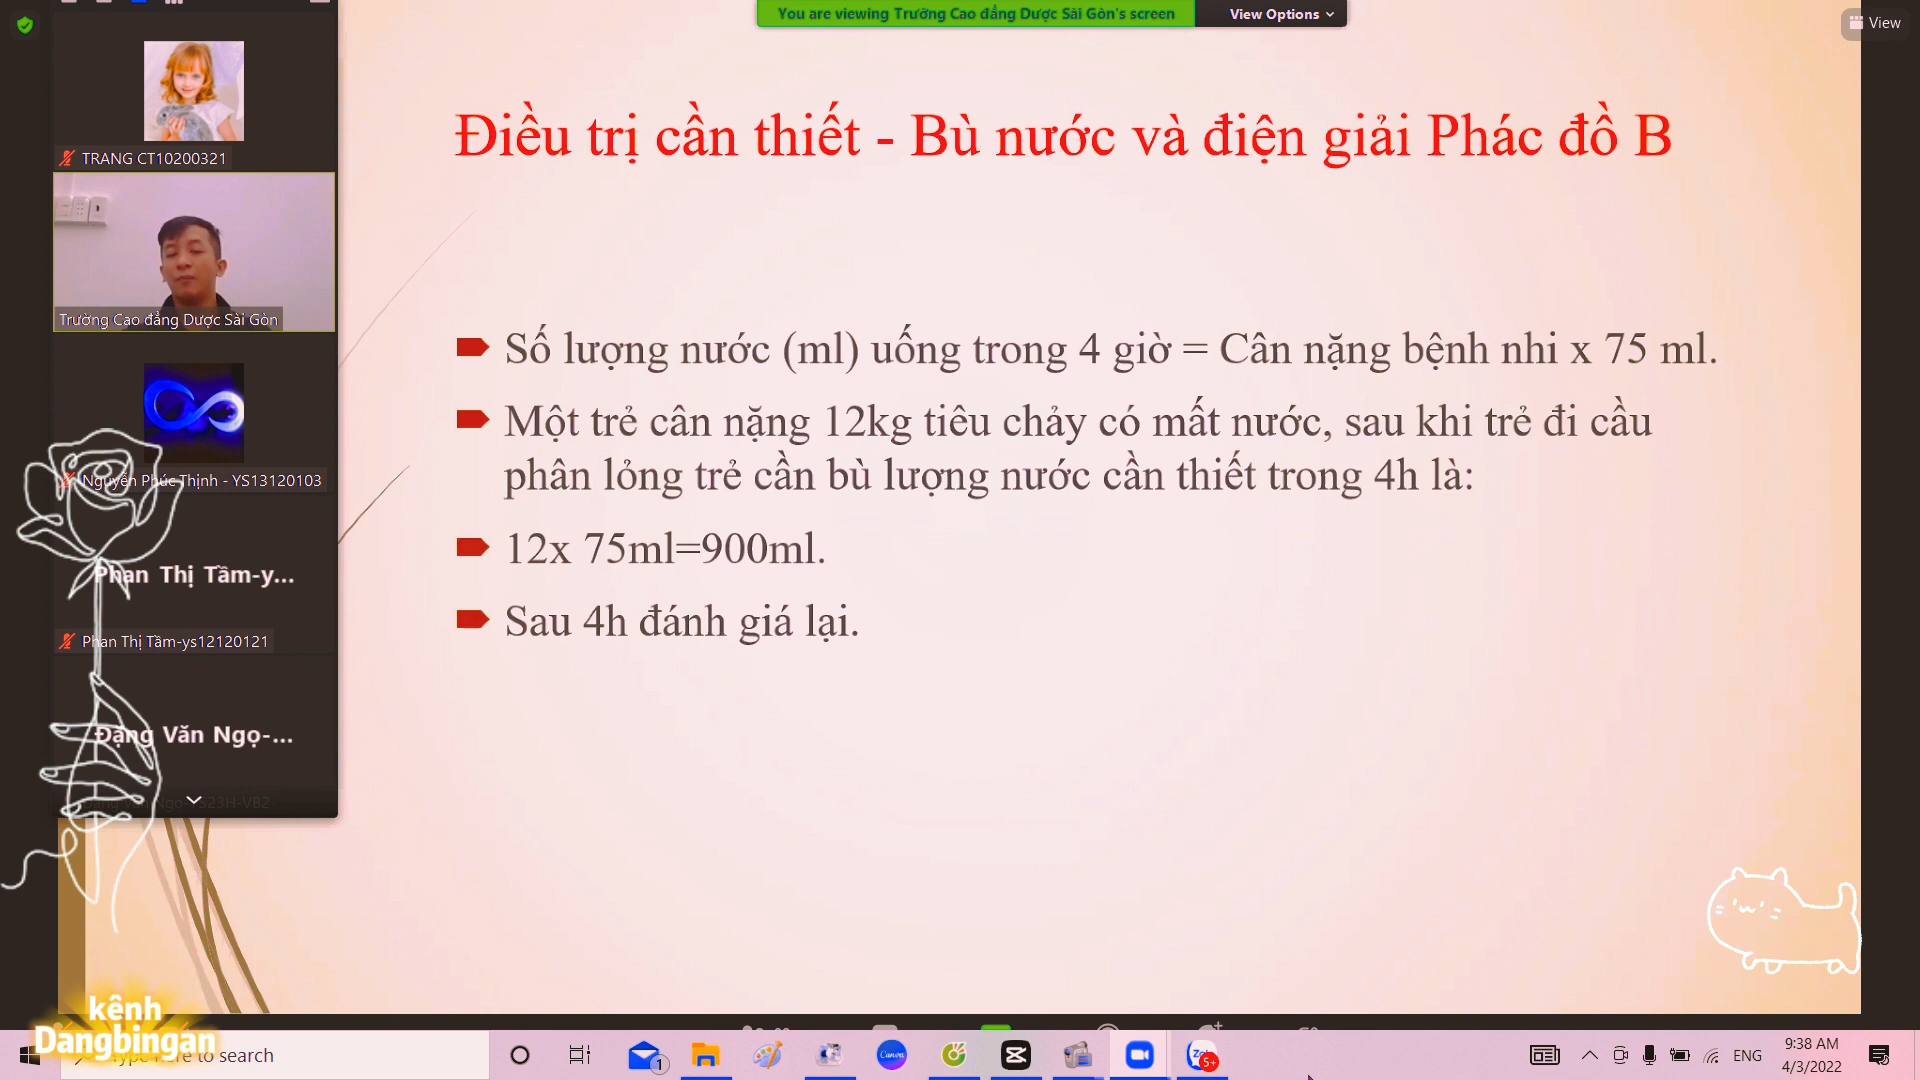 You are viewing Trường Cao đẳng Dược Sài Gòn's screen
View Options
View
TRANG CT10200321
Trường Cao đẳng Dược Sài Gòn
Nguyễn Phúc Thịnh - YS13120103
Phan Thị Tầm-y...
Phan Thị Tầm-ys12120121
Đặng Văn Ngọ-...
Điều trị cần thiết - Bù nước và điện giải Phác đồ B
Số lượng nước (ml) uống trong 4 giờ = Cân nặng bệnh nhi x 75 ml.
Một trẻ cân nặng 12kg tiêu chảy có mất nước, sau khi trẻ đi cầu
phân lỏng trẻ cần bù lượng nước cần thiết trong 4h là:
12x 75ml=900ml.
Sau 4h đánh giá lại.
kênh
Dangbingan
to search
1
Canva
5+
ENG
9:38 AM
4/3/2022